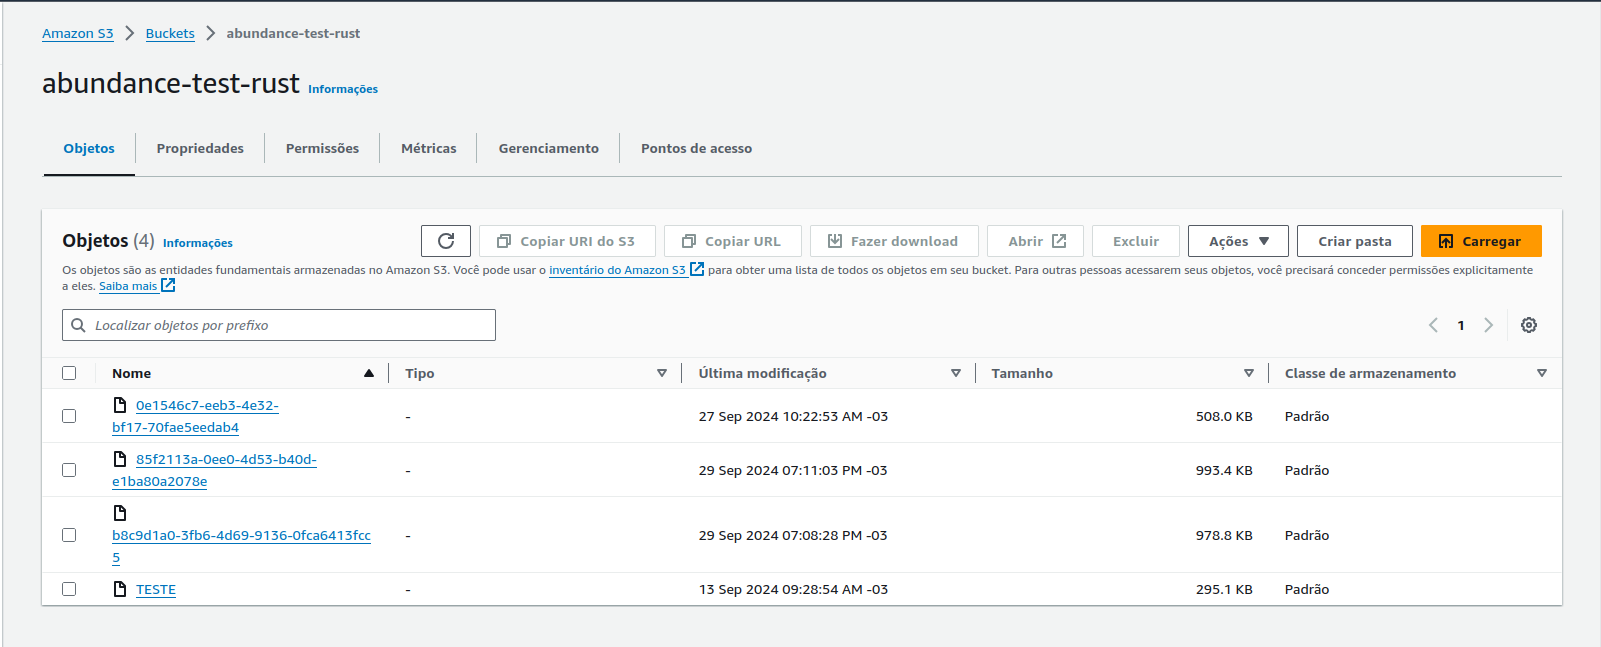 Amazon S3 > Buckets > abundance-test-rust
abundance-test-rust Informações
Objetos Propriedades Permissões Métricas Gerenciamento Pontos de acesso
Objetos (4) Informações Copiar URI do S3 Copiar URL Fazer download Abrir Excluir Ações Criar pasta Carregar
Os objetos são as entidades fundamentais armazenadas no Amazon S3. Você pode usar o inventário do Amazon S3 para obter uma lista de todos os objetos em seu bucket. Para outras pessoas acessarem seus objetos, você precisará conceder permissões explicitamente
a eles. Saiba mais
Localizar objetos por prefixo 1
Nome Tipo Última modificação Tamanho Classe de armazenamento
0e1546c7-eeb3-4e32-
bf17-70fae5eedab4 - 27 Sep 2024 10:22:53 AM -03 508.0 KB Padrão
85f2113a-0ee0-4d53-b40d-
e1ba80a2078e - 29 Sep 2024 07:11:03 PM -03 993.4 KB Padrão
b8c9d1a0-3fb6-4d69-9136-0fca6413fcc - 29 Sep 2024 07:08:28 PM -03 978.8 KB Padrão
5
TESTE - 13 Sep 2024 09:28:54 AM -03 295.1 KB Padrão